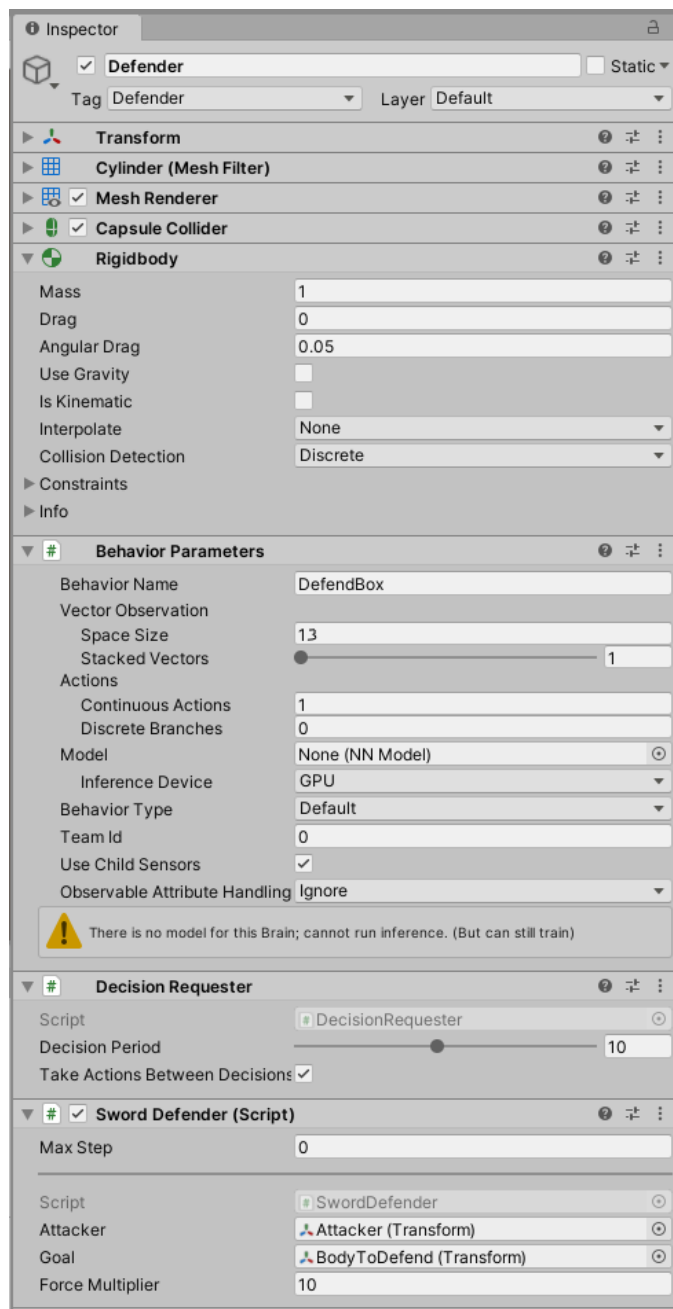 Inspector
Defender
Static
Tag Defender Layer Default
Transform
Cylinder (Mesh Filter)
Mesh Renderer
Capsule Collider
Rigidbody
Mass 1
Drag 0
Angular Drag 0.05
Use Gravity
Is Kinematic
Interpolate None
Collision Detection Discrete
Constraints
Info
# Behavior Parameters
Behavior Name DefendBox
Vector Observation
Space Size 13
Stacked Vectors 1
Actions
Continuous Actions 1
Discrete Branches 0
Model None (NN Model)
Inference Device GPU
Behavior Type Default
Team Id 0
Use Child Sensors
Observable Attribute Handling Ignore
There is no model for this Brain; cannot run inference. (But can still train)
# Decision Requester
Script # DecisionRequester
Decision Period 10
Take Actions Between Decisions
# Sword Defender (Script)
Max Step 0
Script # SwordDefender
Attacker Attacker (Transform)
Goal BodyToDefend (Transform)
Force Multiplier 10